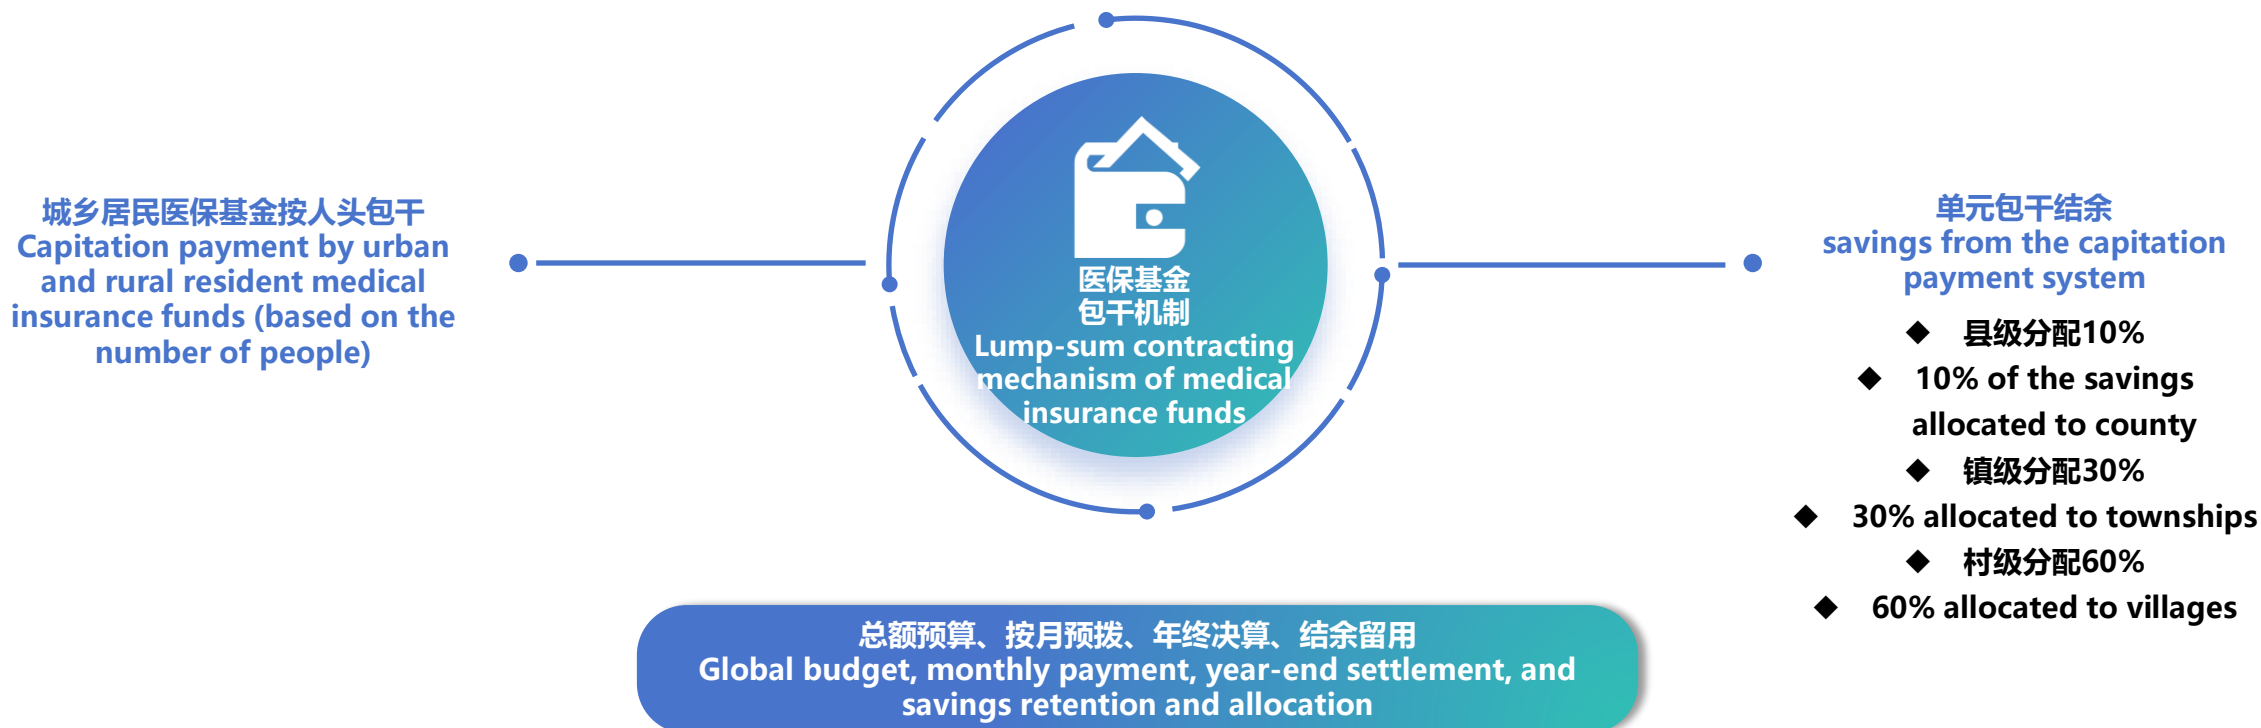 城乡居民医保基金按人头包干
Capitation payment by urban
and rural resident medical
insurance funds (based on the
number of people)
医保基金
包干机制
Lump-sum contracting
mechanism of medical
insurance funds
单元包干结余
savings from the capitation
payment system
◆ 县级分配10%
◆ 10% of the savings
allocated to county
◆ 镇级分配30%
◆ 30% allocated to townships
◆ 村级分配60%
◆ 60% allocated to villages
总额预算、按月预拨、年终决算、结余留用
Global budget, monthly payment, year-end settlement, and
savings retention and allocation